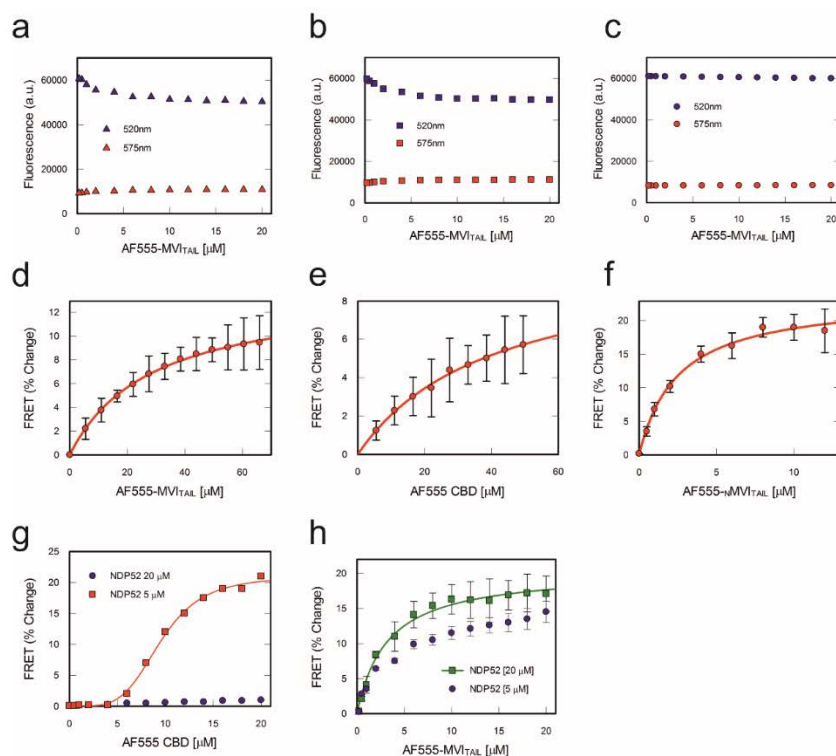 a
b
c
Fluorescence (a.u.)
60000
40000
20000
0
520nm
575nm
0
5
10
15
20
AF555-MVITAIL [µM]
Fluorescence (a.u.)
60000
40000
20000
0
520nm
575nm
0
5
10
15
20
AF555-MVITAIL [µM]
Fluorescence (a.u.)
60000
40000
20000
0
520nm
575nm
0
5
10
15
20
AF555-MVITAIL [µM]
d
e
f
FRET (% Change)
12
10
8
6
4
2
0
0
20
40
60
AF555-MVITAIL [µM]
FRET (% Change)
8
6
4
2
0
0
20
40
60
AF555 CBD [µM]
FRET (% Change)
20
15
10
5
0
0
5
10
AF555-NMVITAIL [µM]
g
h
FRET (% Change)
25
20
15
10
5
0
NDP52 20 µM
NDP52 5 µM
0
5
10
15
20
AF555 CBD [µM]
FRET (% Change)
20
15
10
5
0
NDP52 [20 µM]
NDP52 [5 µM]
0
5
10
15
20
AF555-MVITAIL [µM]